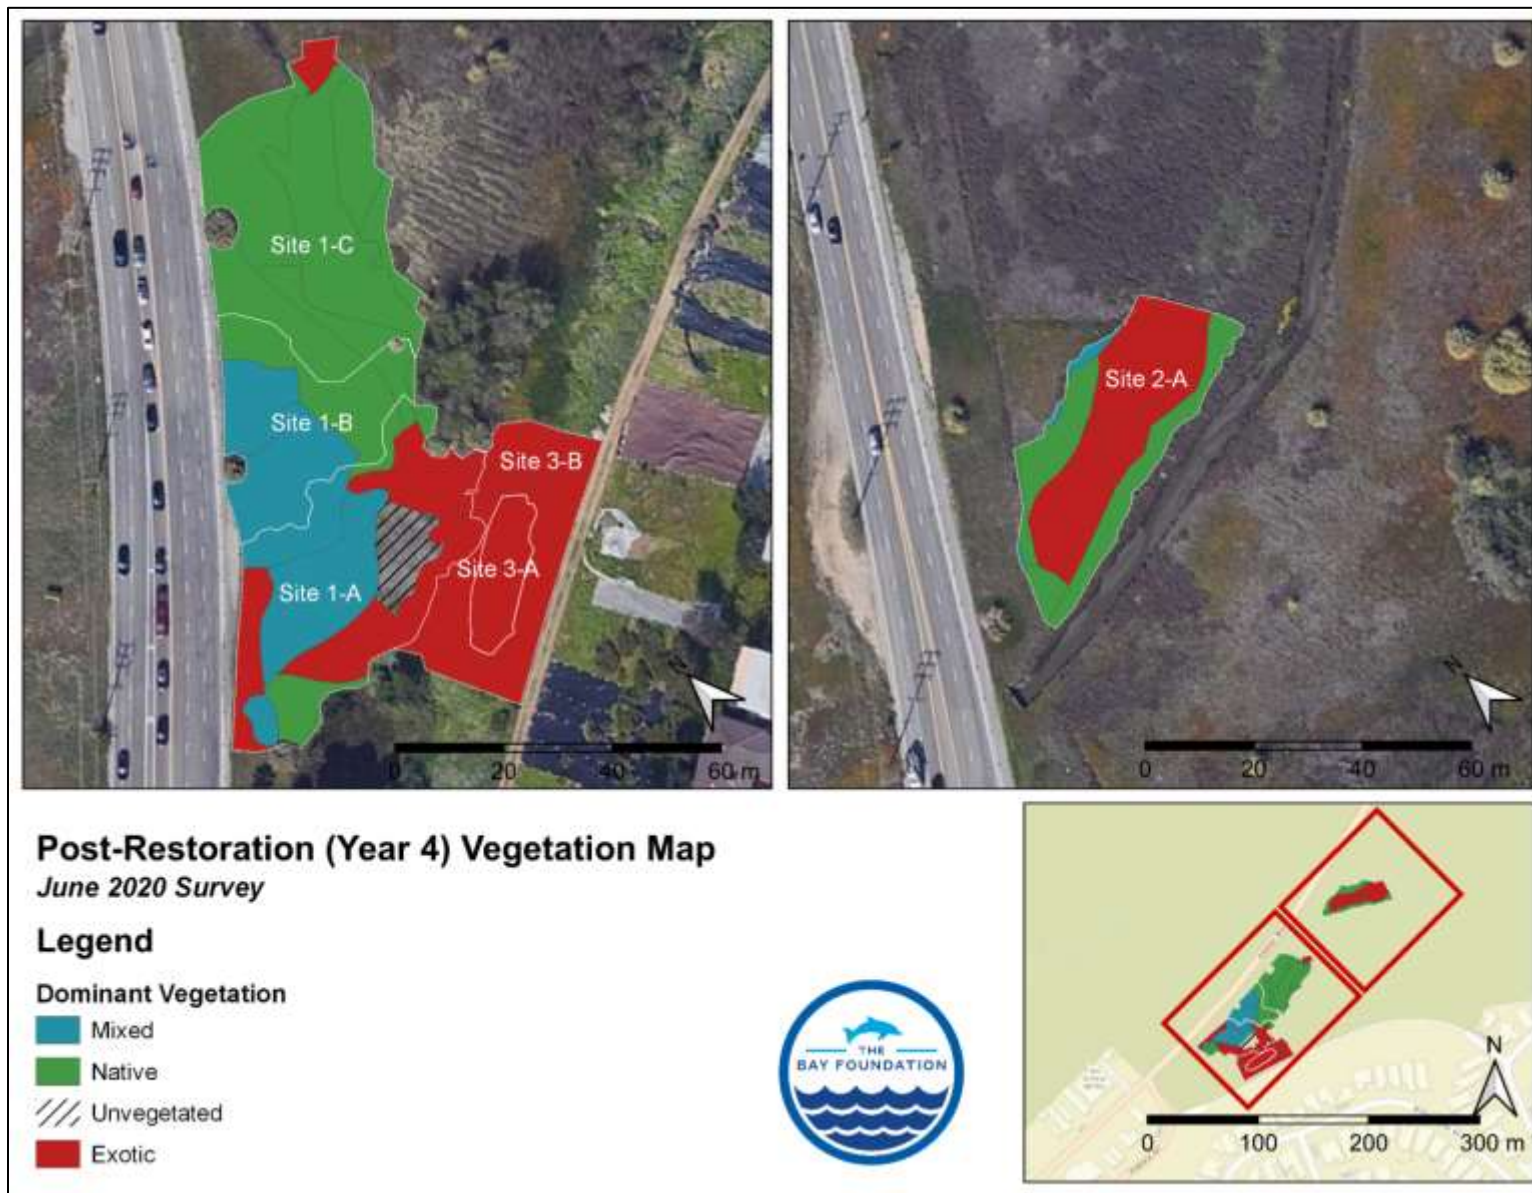 Site 1-C
Site 1-B
Site 3-B
Site 3-A
Site 1-A
N
0 20 40 60 m
Site 2-A
N
0 20 40 60 m
Post-Restoration (Year 4) Vegetation Map
June 2020 Survey
Legend
Dominant Vegetation
Mixed
Native
Unvegetated
Exotic
THE
BAY FOUNDATION
N
0 100 200 300 m